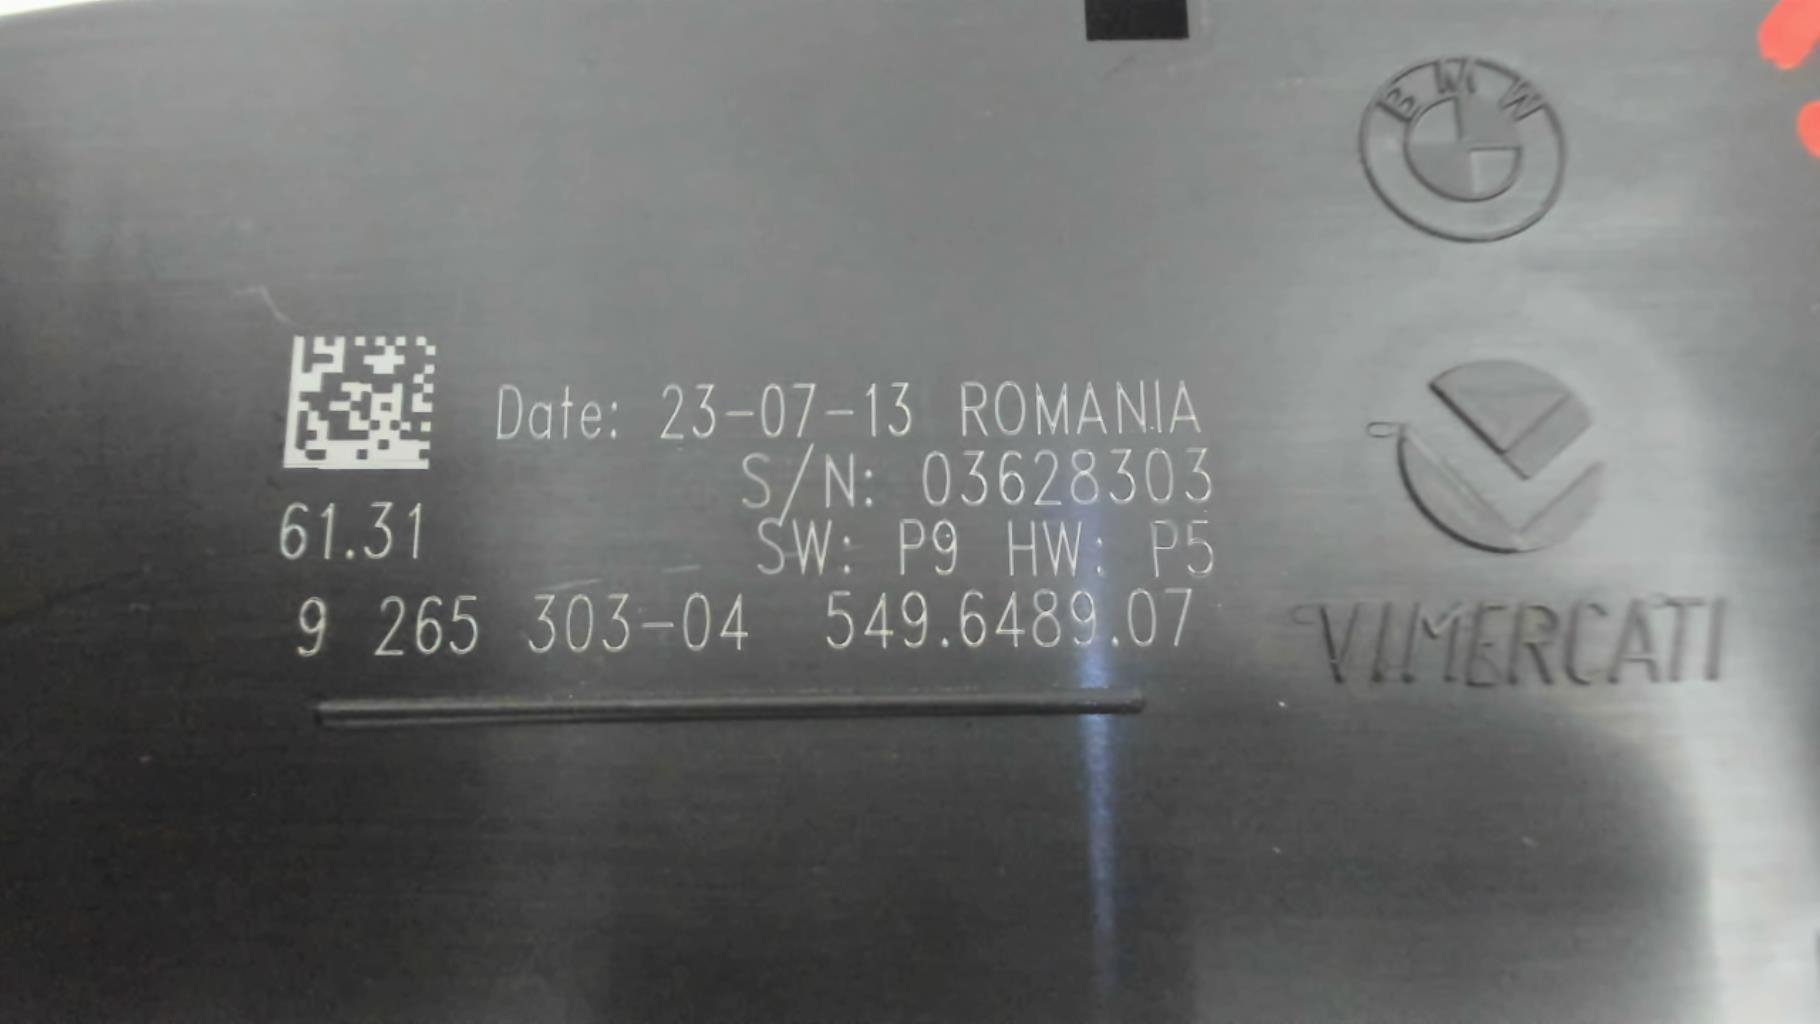 BMW
Date: 23-07-13 ROMANIA
S/N: 03628303
61.31
SW: P9 HW: P5
9 265 303-04 549.6489.07
VIMERCATI